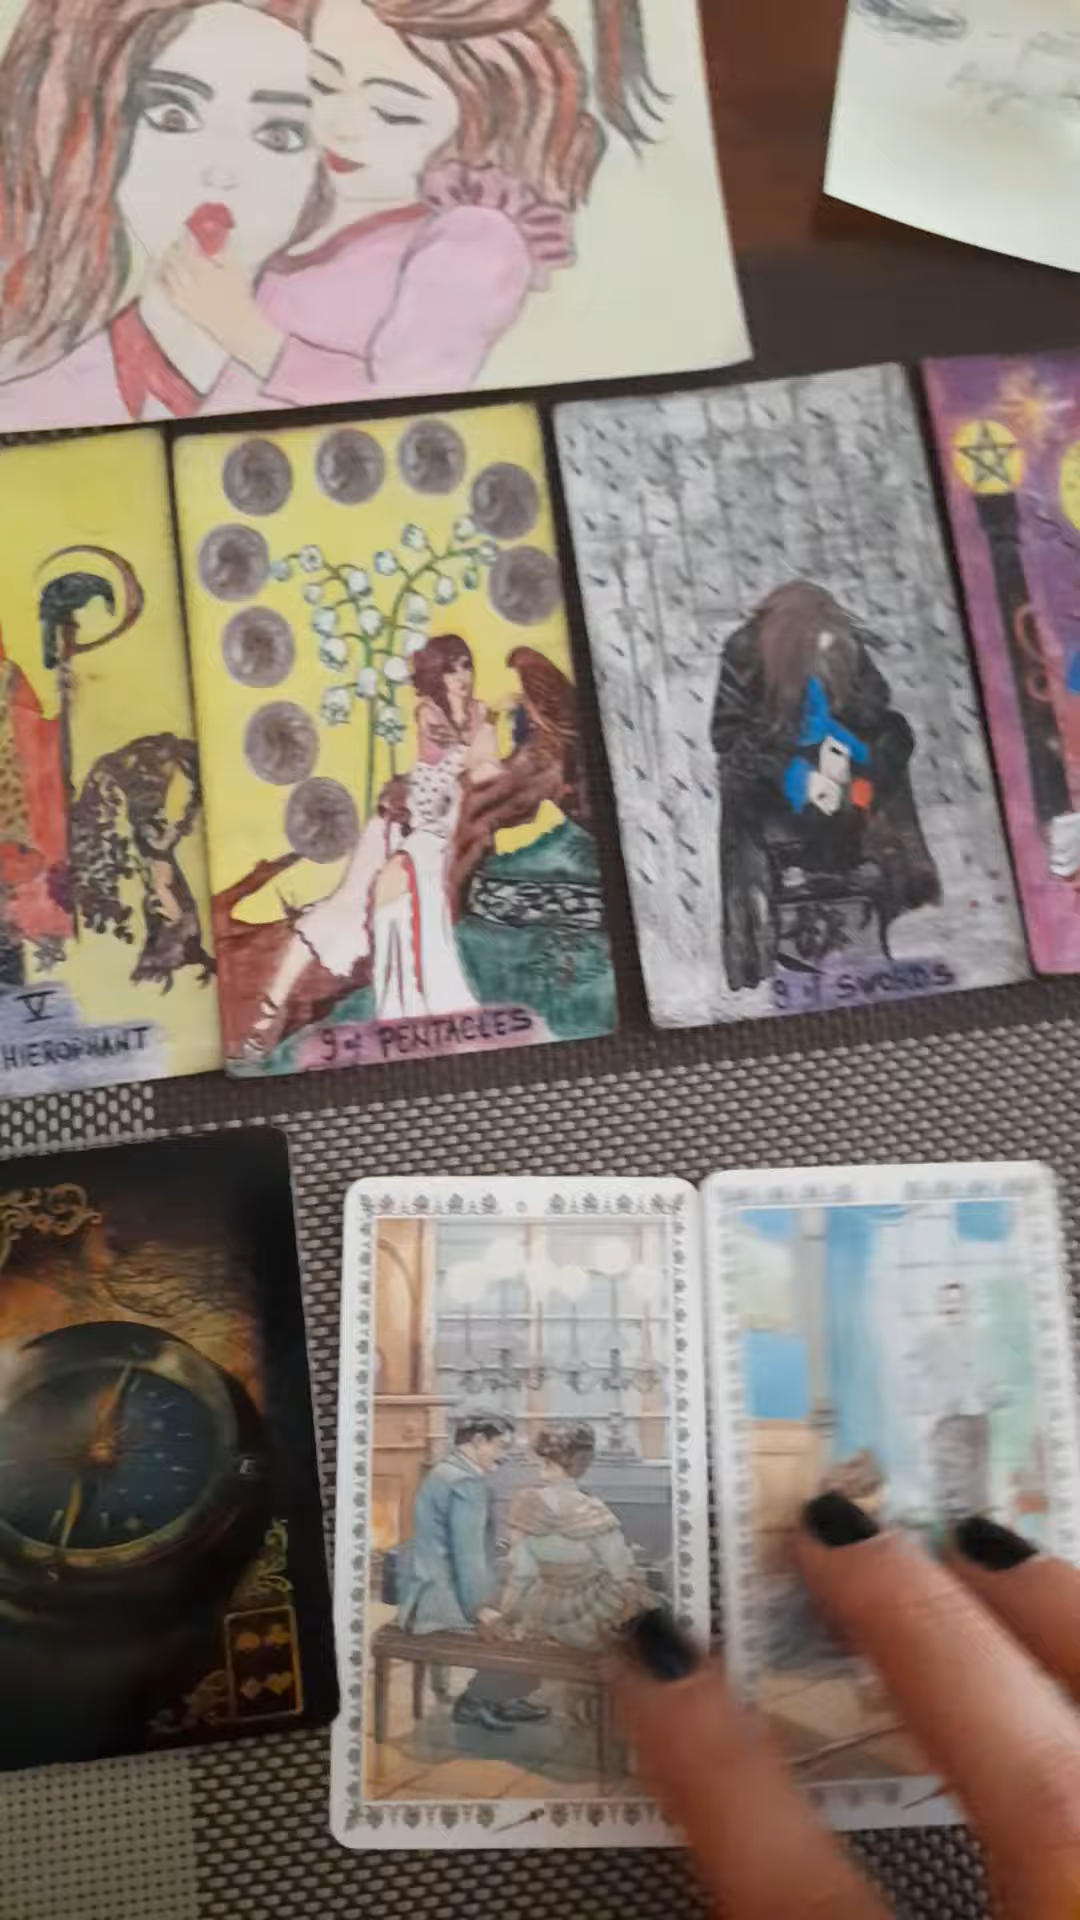 V
HIEROPHANT
9 of PENTACLES
9 of SWORDS
E
S